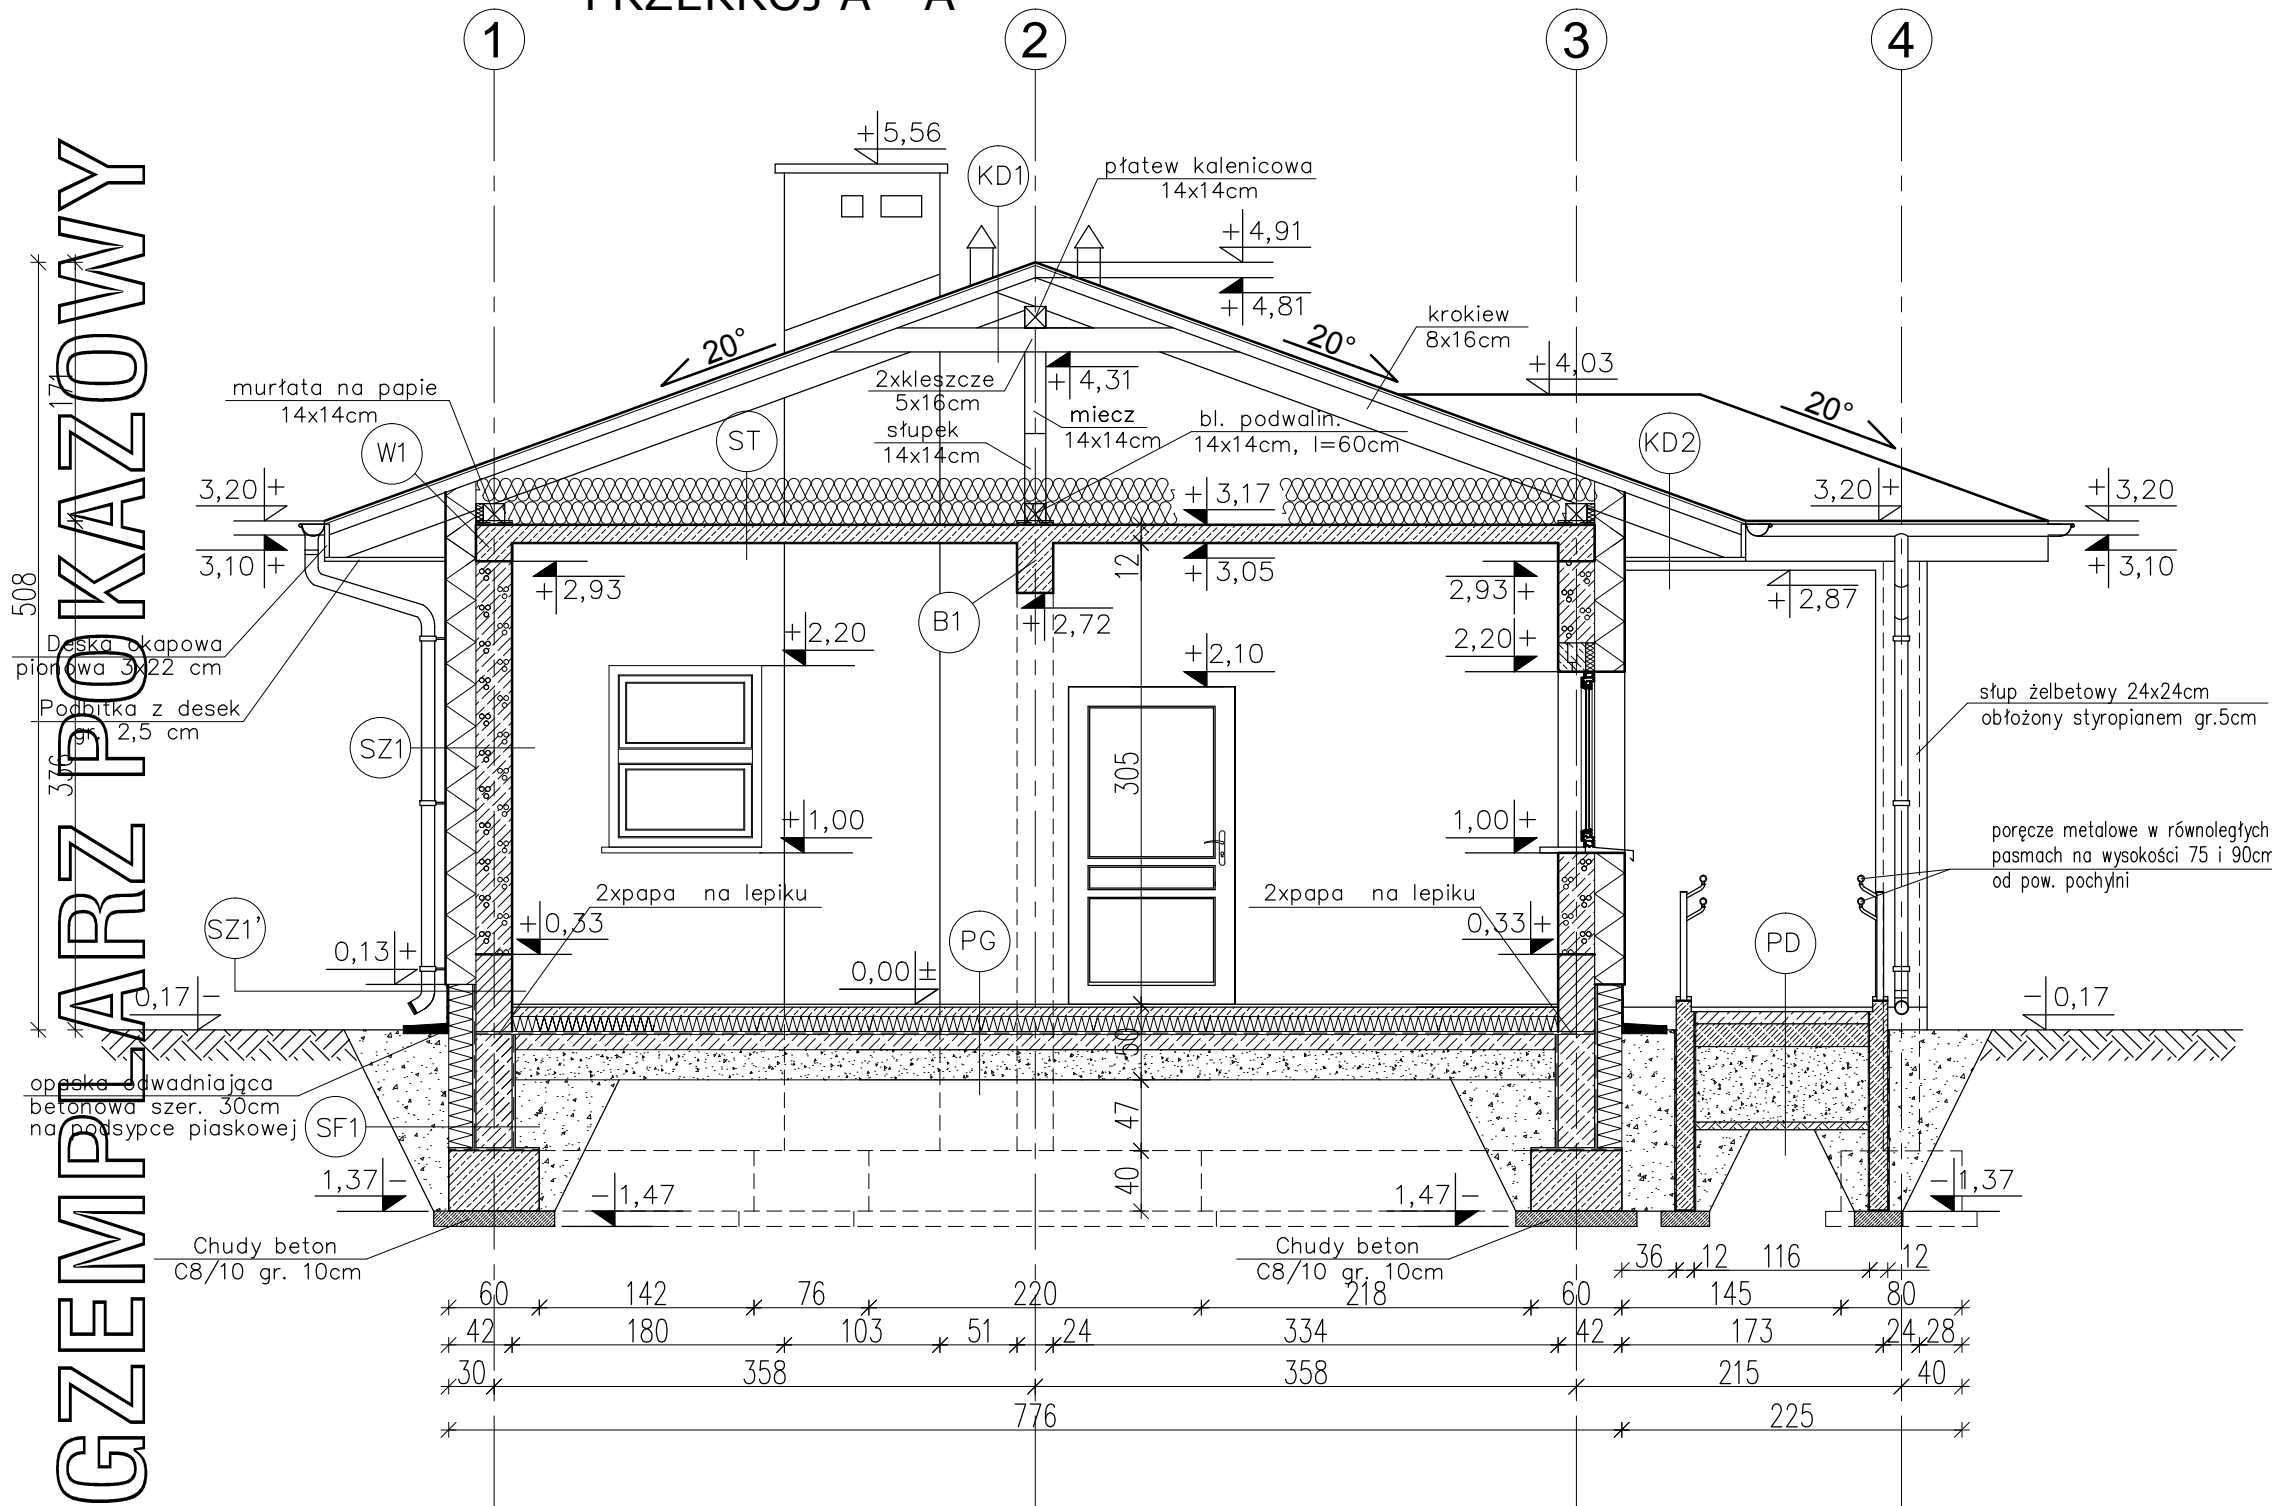 PRZEKRÓJ A - A
1
2
3
4
EGZEMPLARZ POKAZOWY
+5,56
KD1
płatew kalenicowa
14x14cm
+4,91
+4,81
20°
20°
krokiew
8x16cm
+4,03
20°
murłata na papie
14x14cm
2xkleszcze
5x16cm
+4,31
miecz
14x14cm
słupek
14x14cm
bl. podwalin.
14x14cm, l=60cm
W1
ST
KD2
3,20+
+3,17
3,20+
+3,20
3,10+
+2,93
+3,05
2,93+
+2,87
+3,10
12
B1
+2,72
+2,20
+2,10
2,20+
Deska okapowa
pionowa 3x22 cm
Podbitka z desek
gr. 2,5 cm
SZ1
słup żelbetowy 24x24cm
obłożony styropianem gr.5cm
508
171
336
305
+1,00
1,00+
poręcze metalowe w równoległych
pasmach na wysokości 75 i 90cm
od pow. pochylni
2xpapa na lepiku
2xpapa na lepiku
SZ1'
+0,33
0,33+
PG
PD
0,13+
0,00±
0,17-
-0,17
50
opaska odwadniająca
betonowa szer. 30cm
na podsypce piaskowej
SF1
47
40
1,37-
-1,47
1,47-
-1,37
Chudy beton
C8/10 gr. 10cm
Chudy beton
C8/10 gr. 10cm
36 12 116 12
60 142 76 220 218 60 145 80
42 180 103 51 24 334 42 173 24 28
30 358 358 215 40
776 225